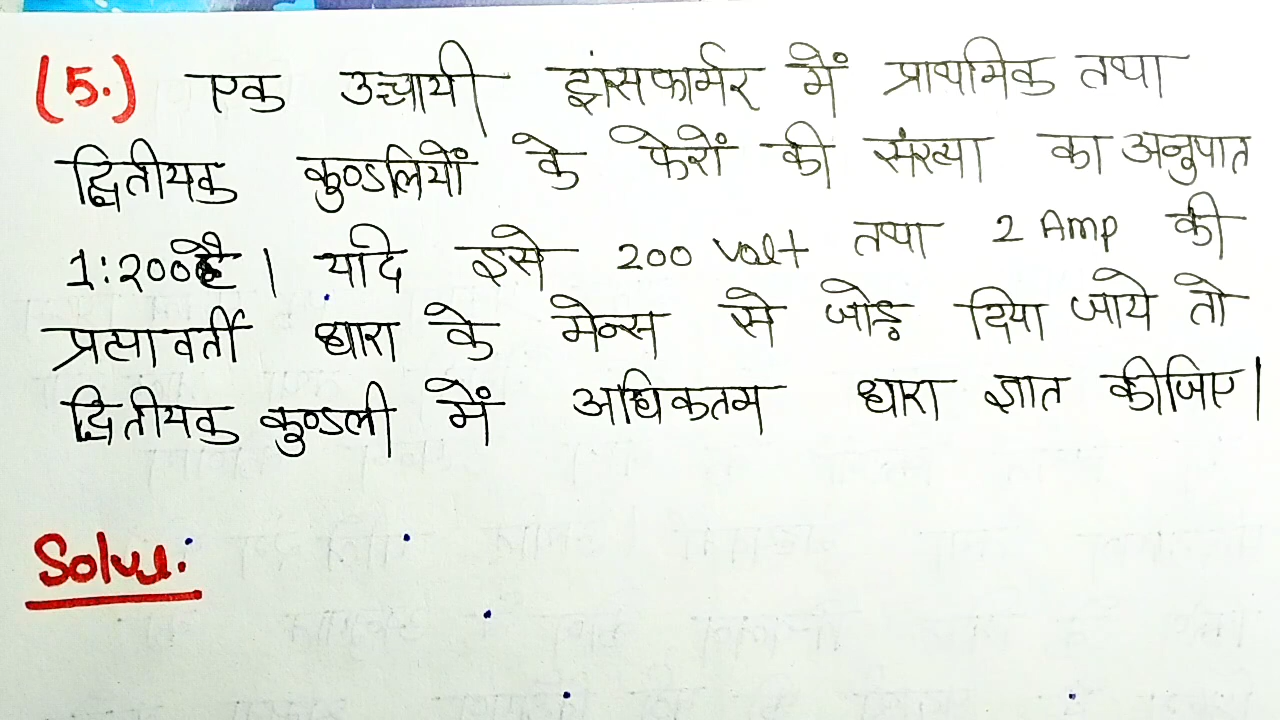 (5.) एक उच्चायी ट्रांसफार्मर में प्राथमिक तथा
द्वितीयक कुण्डलियों के फेरों की संख्या का अनुपात
1:200 है। यदि इसे 200 Volt तथा 2 Amp की
प्रत्यावर्ती धारा के मेन्स से जोड़ दिया जाये तो
द्वितीयक कुण्डली में अधिकतम धारा ज्ञात कीजिए।
Solve: